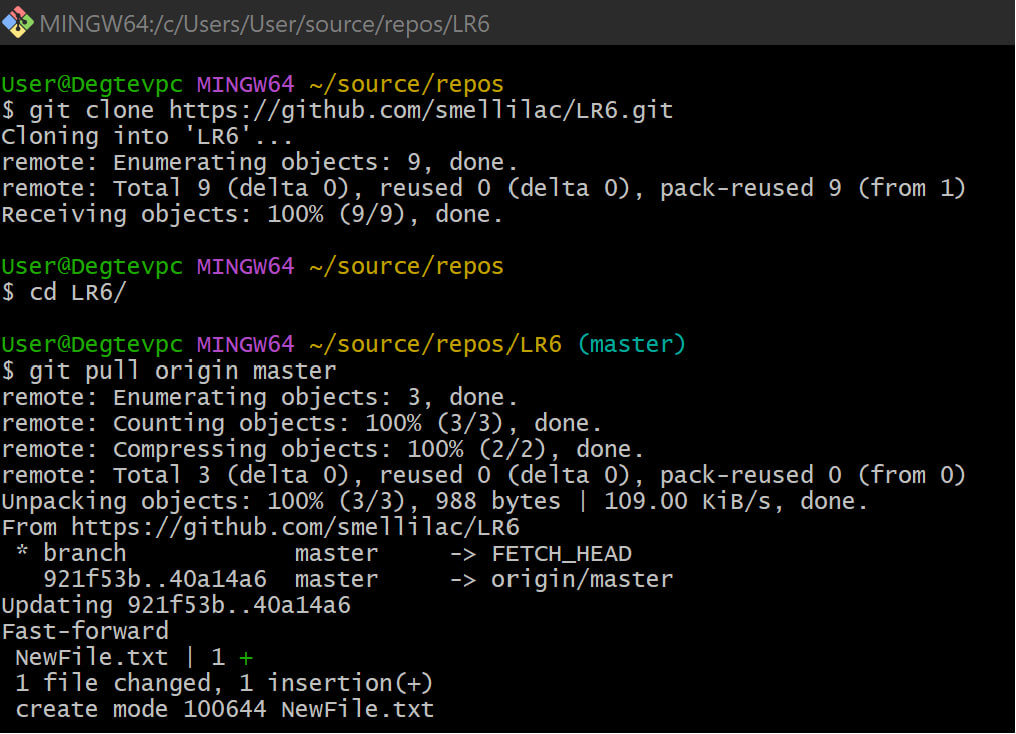 MINGW64:/c/Users/User/source/repos/LR6
User@Degtevpc MINGW64 ~/source/repos
$ git clone https://github.com/smellilac/LR6.git
Cloning into 'LR6'...
remote: Enumerating objects: 9, done.
remote: Total 9 (delta 0), reused 0 (delta 0), pack-reused 9 (from 1)
Receiving objects: 100% (9/9), done.
User@Degtevpc MINGW64 ~/source/repos
$ cd LR6/
User@Degtevpc MINGW64 ~/source/repos/LR6 (master)
$ git pull origin master
remote: Enumerating objects: 3, done.
remote: Counting objects: 100% (3/3), done.
remote: Compressing objects: 100% (2/2), done.
remote: Total 3 (delta 0), reused 0 (delta 0), pack-reused 0 (from 0)
Unpacking objects: 100% (3/3), 988 bytes | 109.00 KiB/s, done.
From https://github.com/smellilac/LR6
 * branch            master     -> FETCH_HEAD
   921f53b..40a14a6  master     -> origin/master
Updating 921f53b..40a14a6
Fast-forward
 NewFile.txt | 1 +
 1 file changed, 1 insertion(+)
 create mode 100644 NewFile.txt